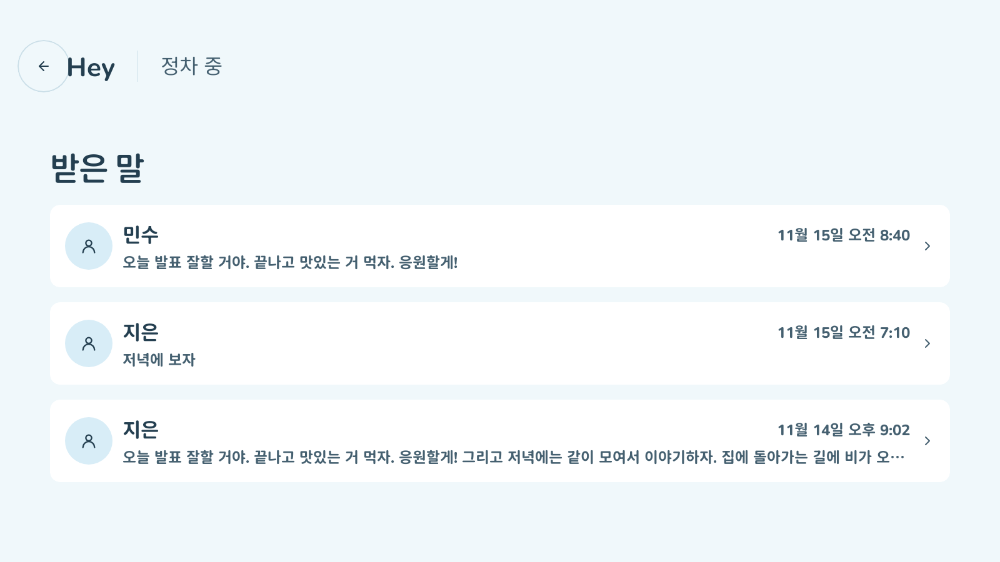 Hey
정차 중
받은 말
민수
11월 15일 오전 8:40
오늘 발표 잘할 거야. 끝나고 맛있는 거 먹자. 응원할게!
지은
11월 15일 오전 7:10
저녁에 보자
지은
11월 14일 오후 9:02
오늘 발표 잘할 거야. 끝나고 맛있는 거 먹자. 응원할게! 그리고 저녁에는 같이 모여서 이야기하자. 집에 돌아가는 길에 비가 오…